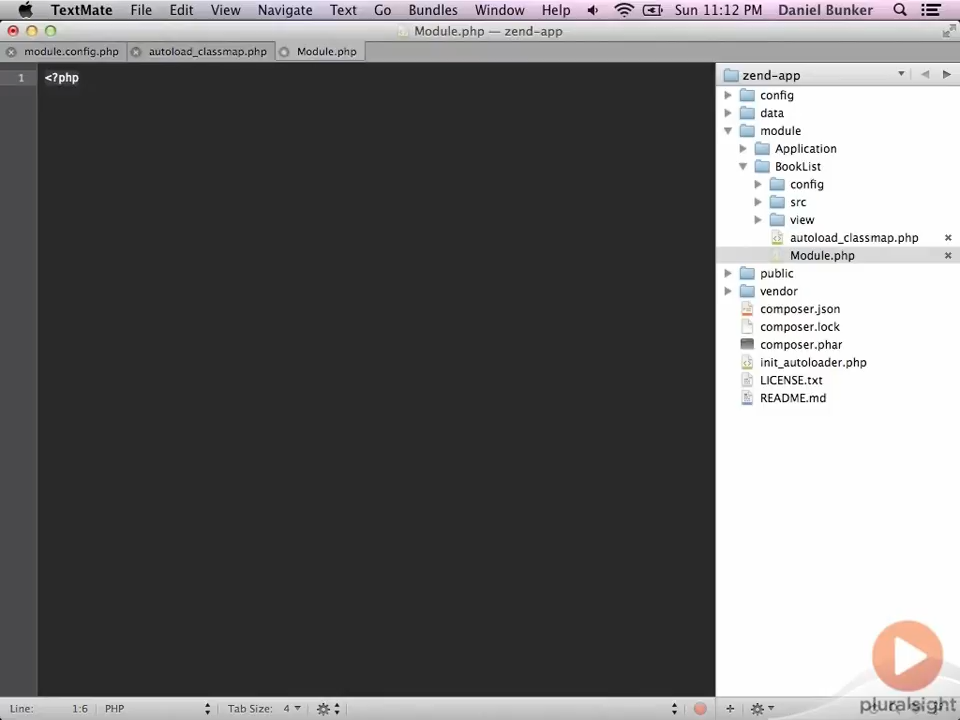 TextMate File Edit View Navigate Text Go Bundles Window Help Sun 11:12 PM Daniel Bunker
Module.php — zend-app
module.config.php autoload_classmap.php Module.php
1 <?php
zend-app
config
data
module
Application
BookList
config
src
view
autoload_classmap.php
Module.php
public
vendor
composer.json
composer.lock
composer.phar
init_autoloader.php
LICENSE.txt
README.md
Line: 1:6 PHP Tab Size: 4
pluralsight